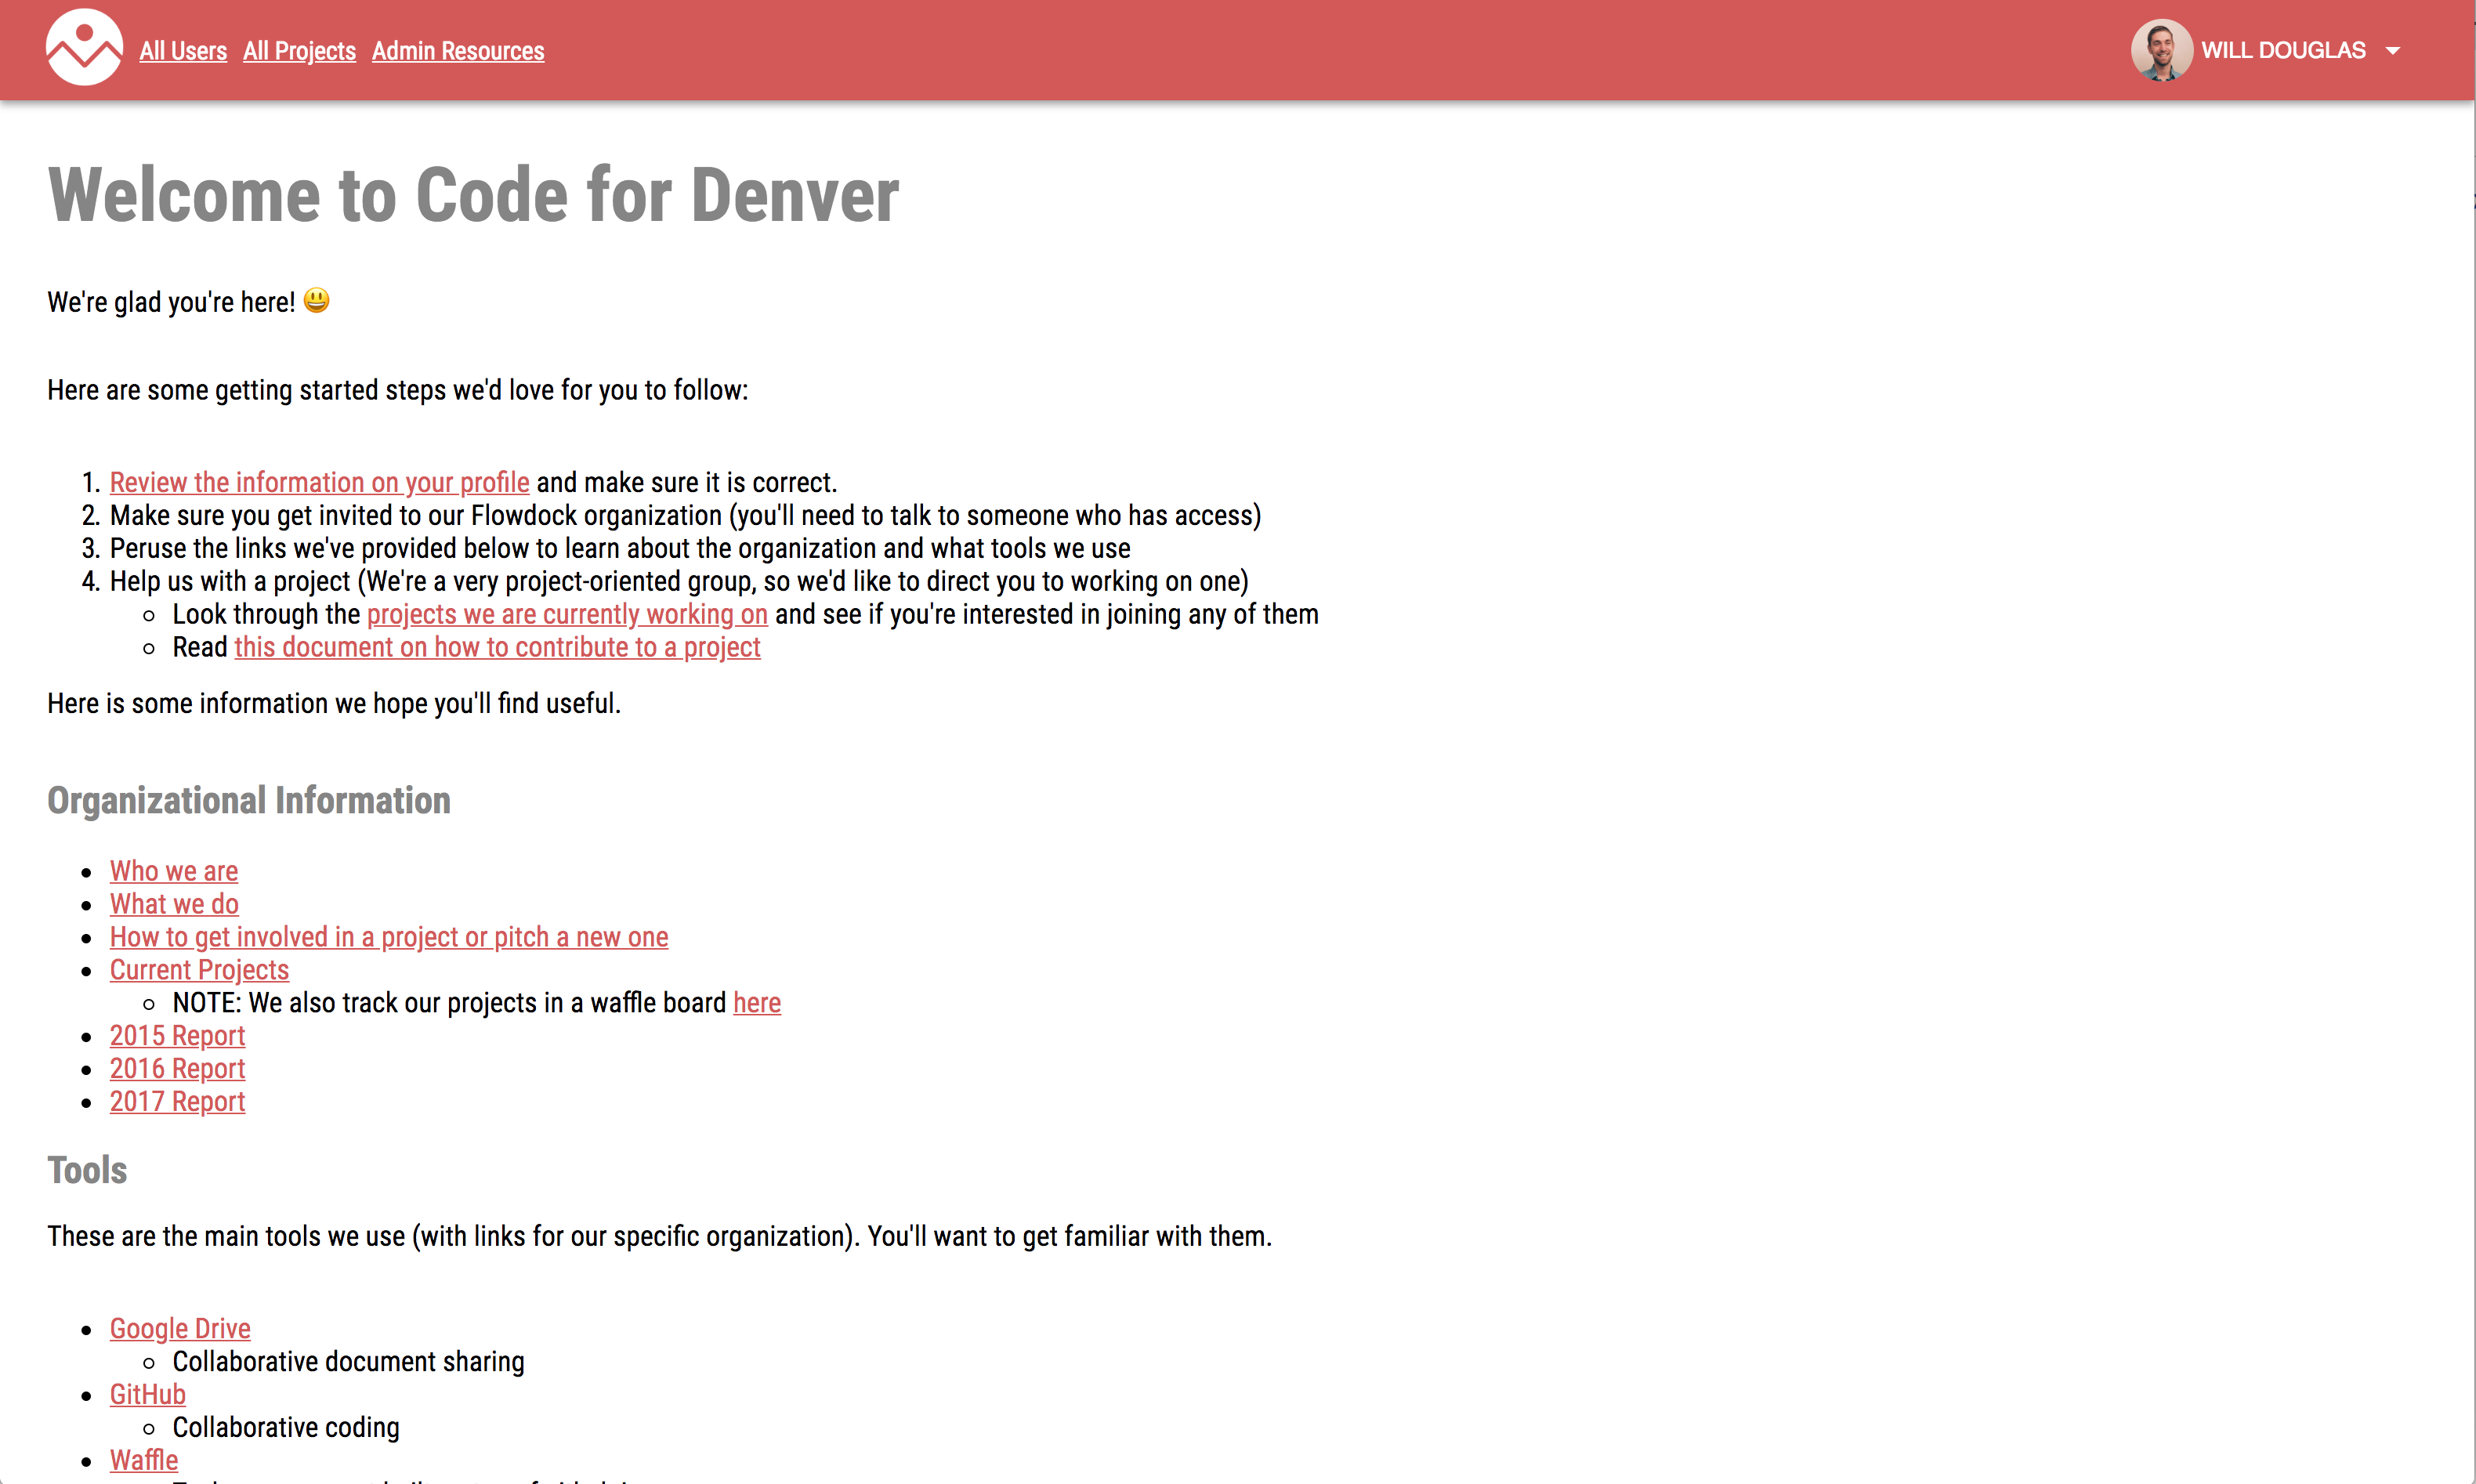 All Users All Projects Admin Resources WILL DOUGLAS
Welcome to Code for Denver
We're glad you're here! 😃
Here are some getting started steps we'd love for you to follow:
1. Review the information on your profile and make sure it is correct.
2. Make sure you get invited to our Flowdock organization (you'll need to talk to someone who has access)
3. Peruse the links we've provided below to learn about the organization and what tools we use
4. Help us with a project (We're a very project-oriented group, so we'd like to direct you to working on one)
Look through the projects we are currently working on and see if you're interested in joining any of them
Read this document on how to contribute to a project
Here is some information we hope you'll find useful.
Organizational Information
Who we are
What we do
How to get involved in a project or pitch a new one
Current Projects
NOTE: We also track our projects in a waffle board here
2015 Report
2016 Report
2017 Report
Tools
These are the main tools we use (with links for our specific organization). You'll want to get familiar with them.
Google Drive
Collaborative document sharing
GitHub
Collaborative coding
Waffle